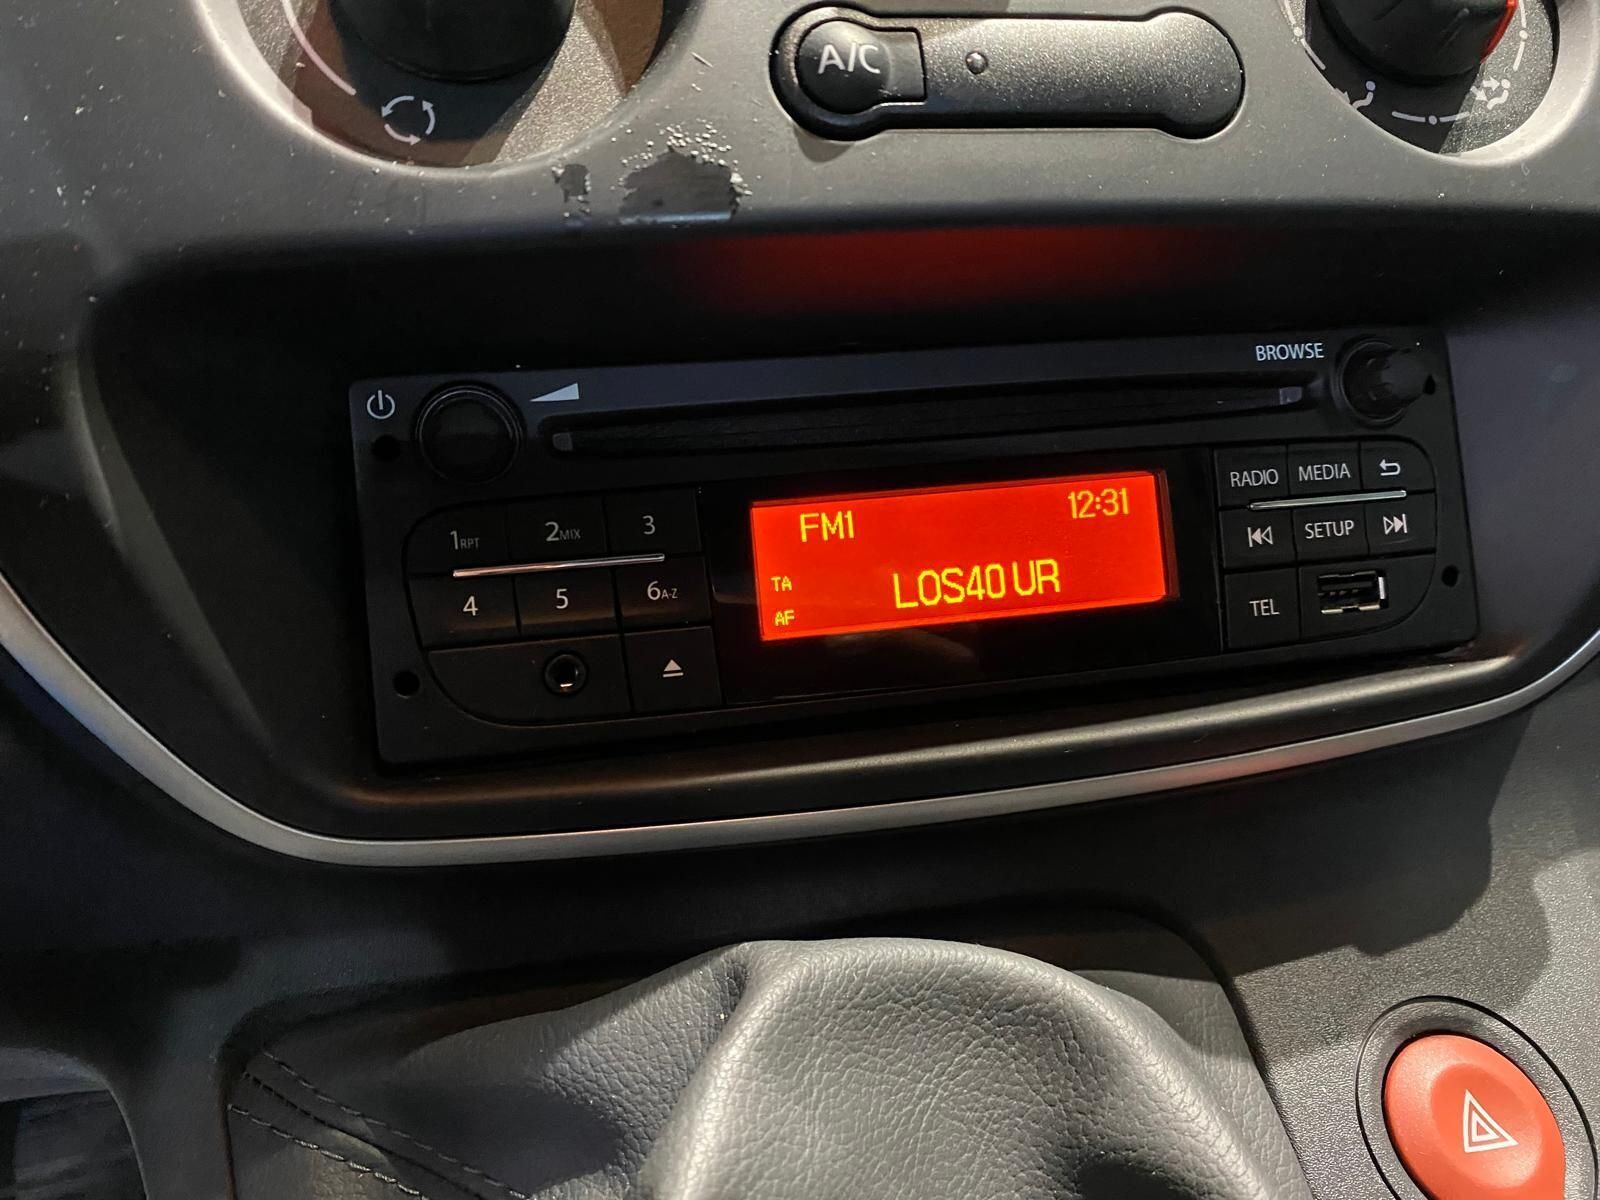 A/C
BROWSE
1RPT 2MIX 3
4 5 6A-Z
FM1 12:31
TA
LOS40 UR
AF
RADIO MEDIA
SETUP
TEL